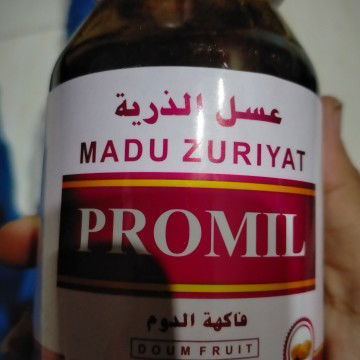 عسل الذرية
MADU ZURIYAT
PROMIL
فاكهة الدوم
DOUM FRUIT